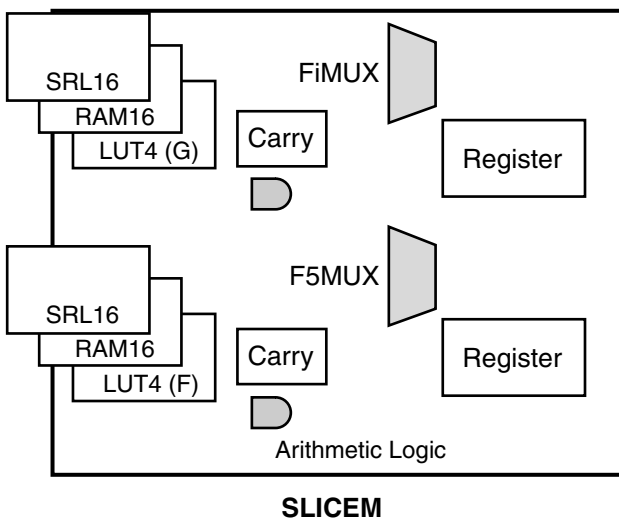 SRL16
RAM16
LUT4 (G)
Carry
FiMUX
Register
SRL16
RAM16
LUT4 (F)
Carry
F5MUX
Register
Arithmetic Logic
SLICEM